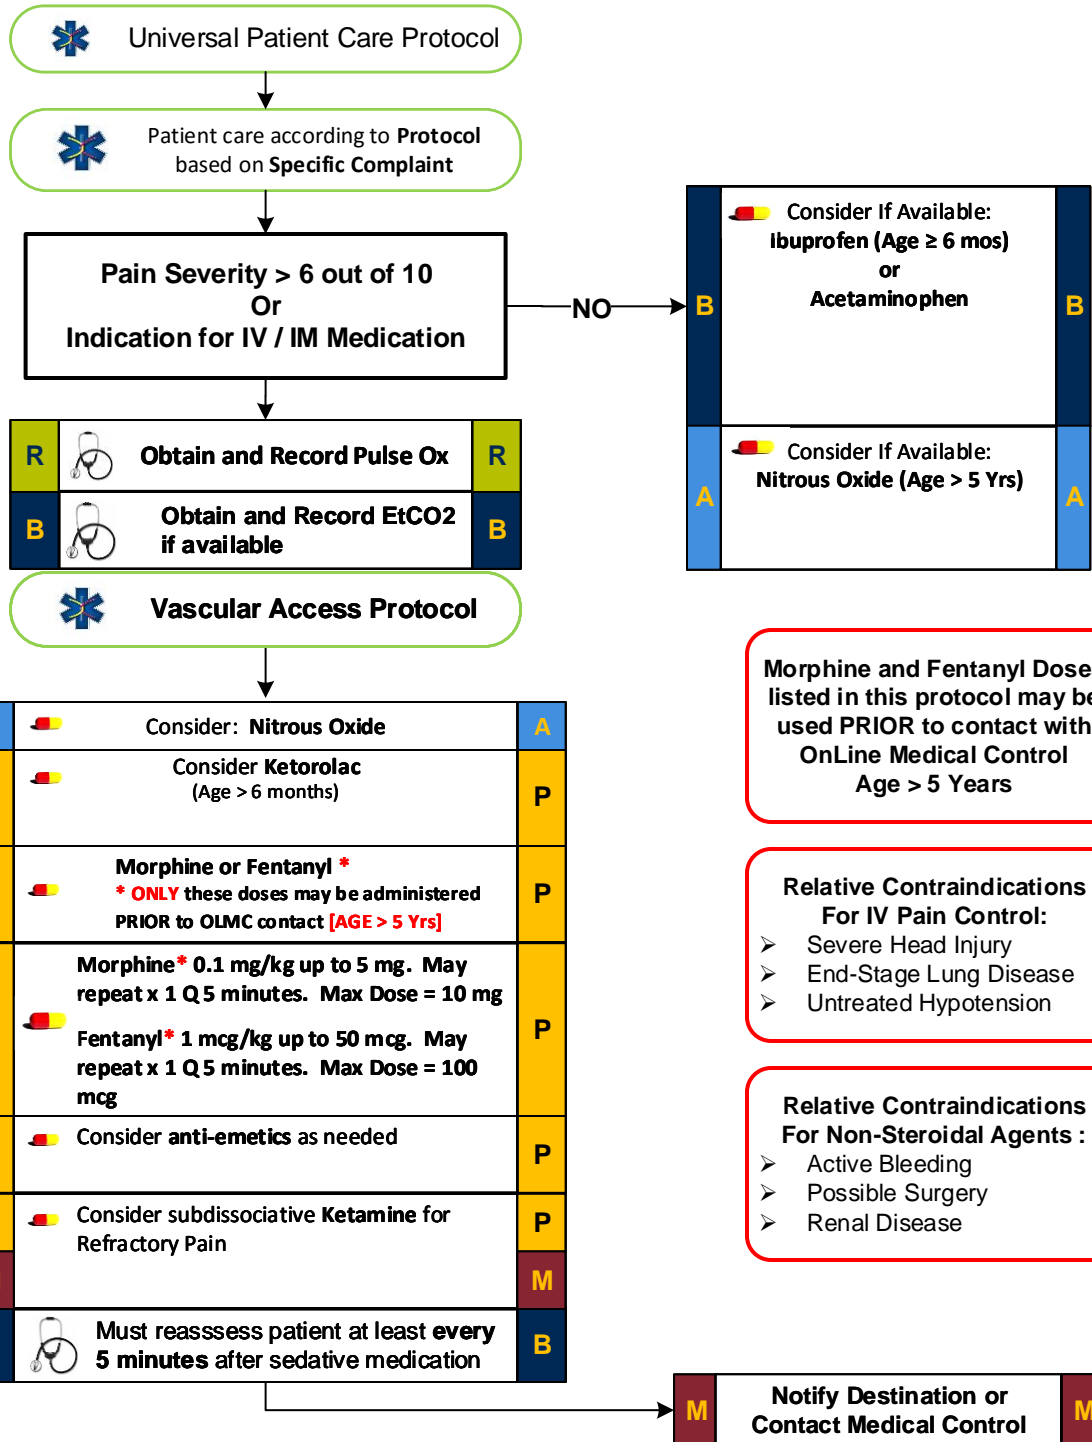 Universal Patient Care Protocol
Patient care according to Protocol
based on Specific Complaint
Pain Severity > 6 out of 10
Or
Indication for IV / IM Medication
NO
B
Consider If Available:
Ibuprofen (Age ≥ 6 mos)
or
Acetaminophen
B
A
Consider If Available:
Nitrous Oxide (Age > 5 Yrs)
A
R
Obtain and Record Pulse Ox
R
B
Obtain and Record EtCO2
if available
B
Vascular Access Protocol
Consider: Nitrous Oxide
A
Consider Ketorolac
(Age > 6 months)
P
Morphine or Fentanyl *
* ONLY these doses may be administered
PRIOR to OLMC contact [AGE > 5 Yrs]
P
Morphine* 0.1 mg/kg up to 5 mg. May
repeat x 1 Q 5 minutes. Max Dose = 10 mg
Fentanyl* 1 mcg/kg up to 50 mcg. May
repeat x 1 Q 5 minutes. Max Dose = 100
mcg
P
Consider anti-emetics as needed
P
Consider subdissociative Ketamine for
Refractory Pain
P
M
Must reasssess patient at least every
5 minutes after sedative medication
B
Morphine and Fentanyl Dose
listed in this protocol may be
used PRIOR to contact with
OnLine Medical Control
Age > 5 Years
Relative Contraindications
For IV Pain Control:
➢ Severe Head Injury
➢ End-Stage Lung Disease
➢ Untreated Hypotension
Relative Contraindications
For Non-Steroidal Agents :
➢ Active Bleeding
➢ Possible Surgery
➢ Renal Disease
M
Notify Destination or
Contact Medical Control
M